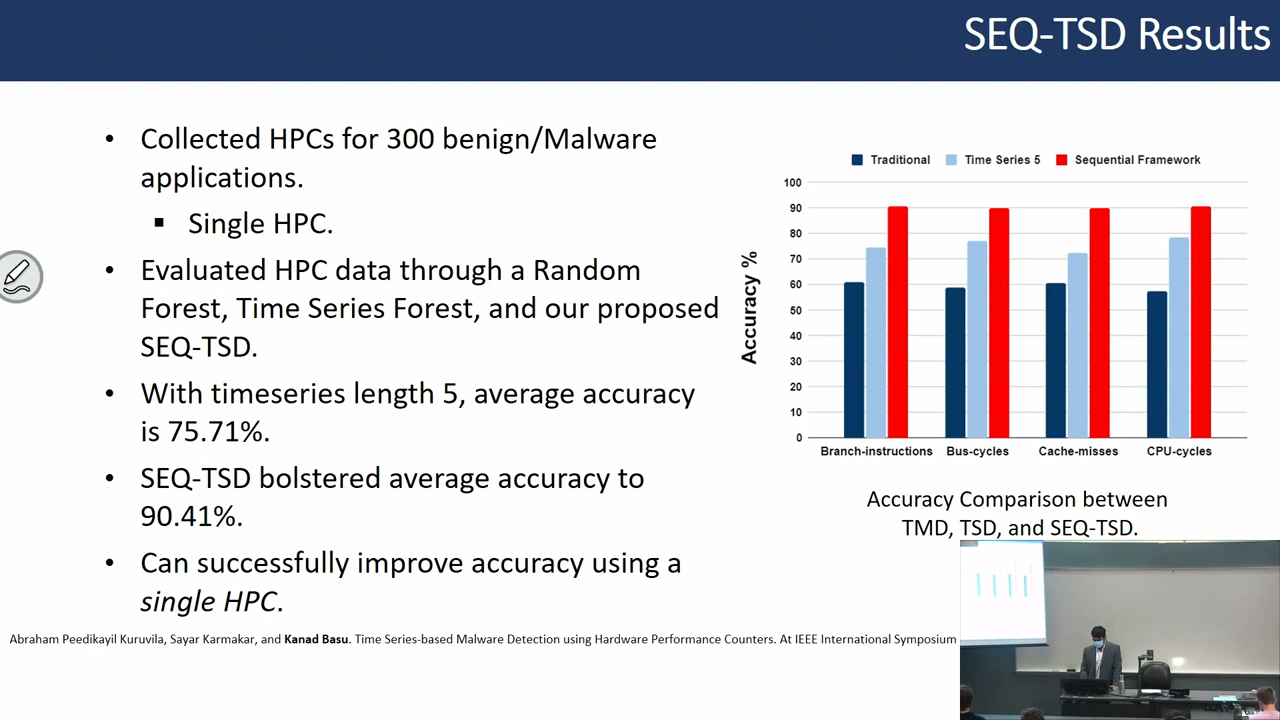 SEQ-TSD Results
• Collected HPCs for 300 benign/Malware
applications.
▪ Single HPC.
• Evaluated HPC data through a Random
Forest, Time Series Forest, and our proposed
SEQ-TSD.
• With timeseries length 5, average accuracy
is 75.71%.
• SEQ-TSD bolstered average accuracy to
90.41%.
• Can successfully improve accuracy using a
single HPC.
Traditional Time Series 5 Sequential Framework
Accuracy %
100
90
80
70
60
50
40
30
20
10
0
Branch-instructions Bus-cycles Cache-misses CPU-cycles
Accuracy Comparison between
TMD, TSD, and SEQ-TSD.
Abraham Peedikayil Kuruvila, Sayar Karmakar, and Kanad Basu. Time Series-based Malware Detection using Hardware Performance Counters. At IEEE International Symposium